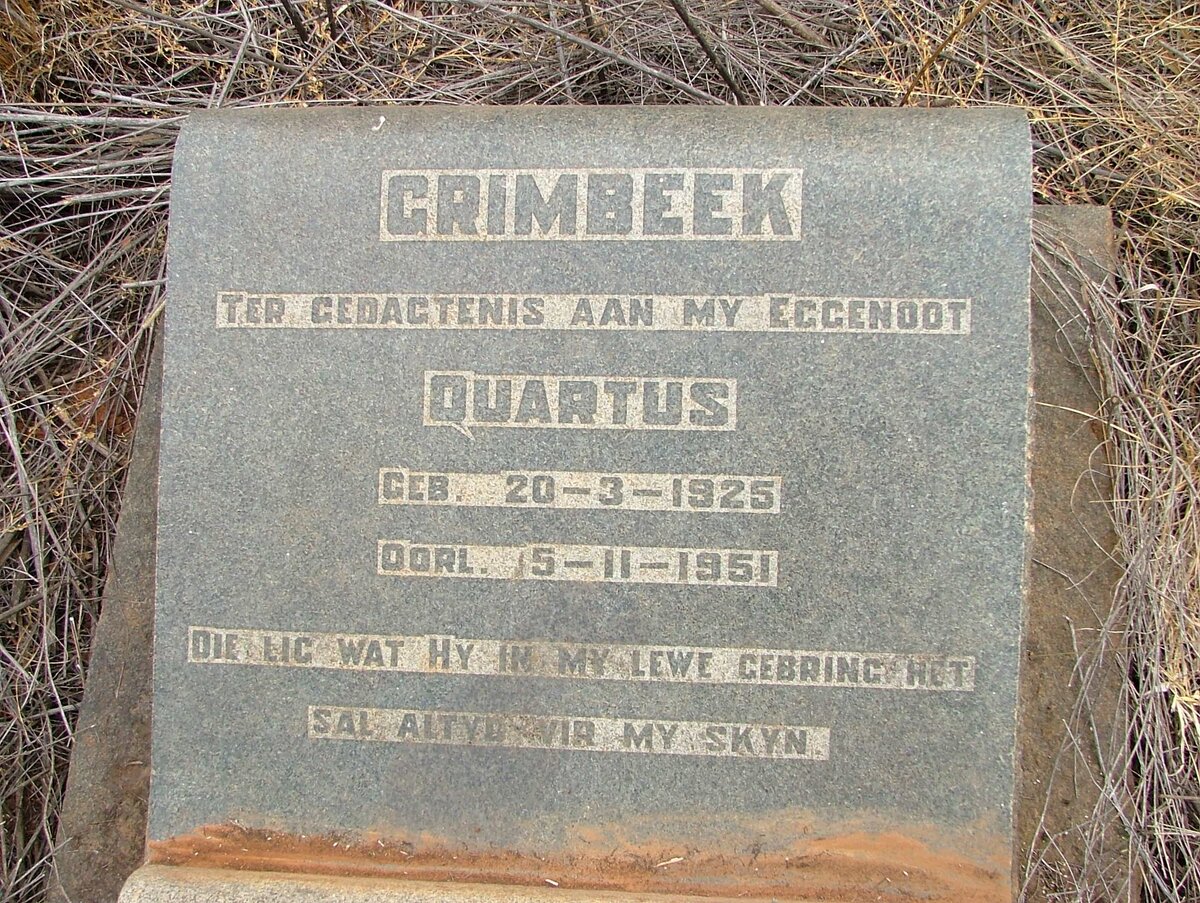 GRIMBEEK
TER GEDAGTENIS AAN MY EGGENOOT
QUARTUS
GEB. 20-3-1925
OORL. 15-11-1951
DIE LIG WAT HY IN MY LEWE GEBRING HET
SAL ALTYD VIR MY SKYN.